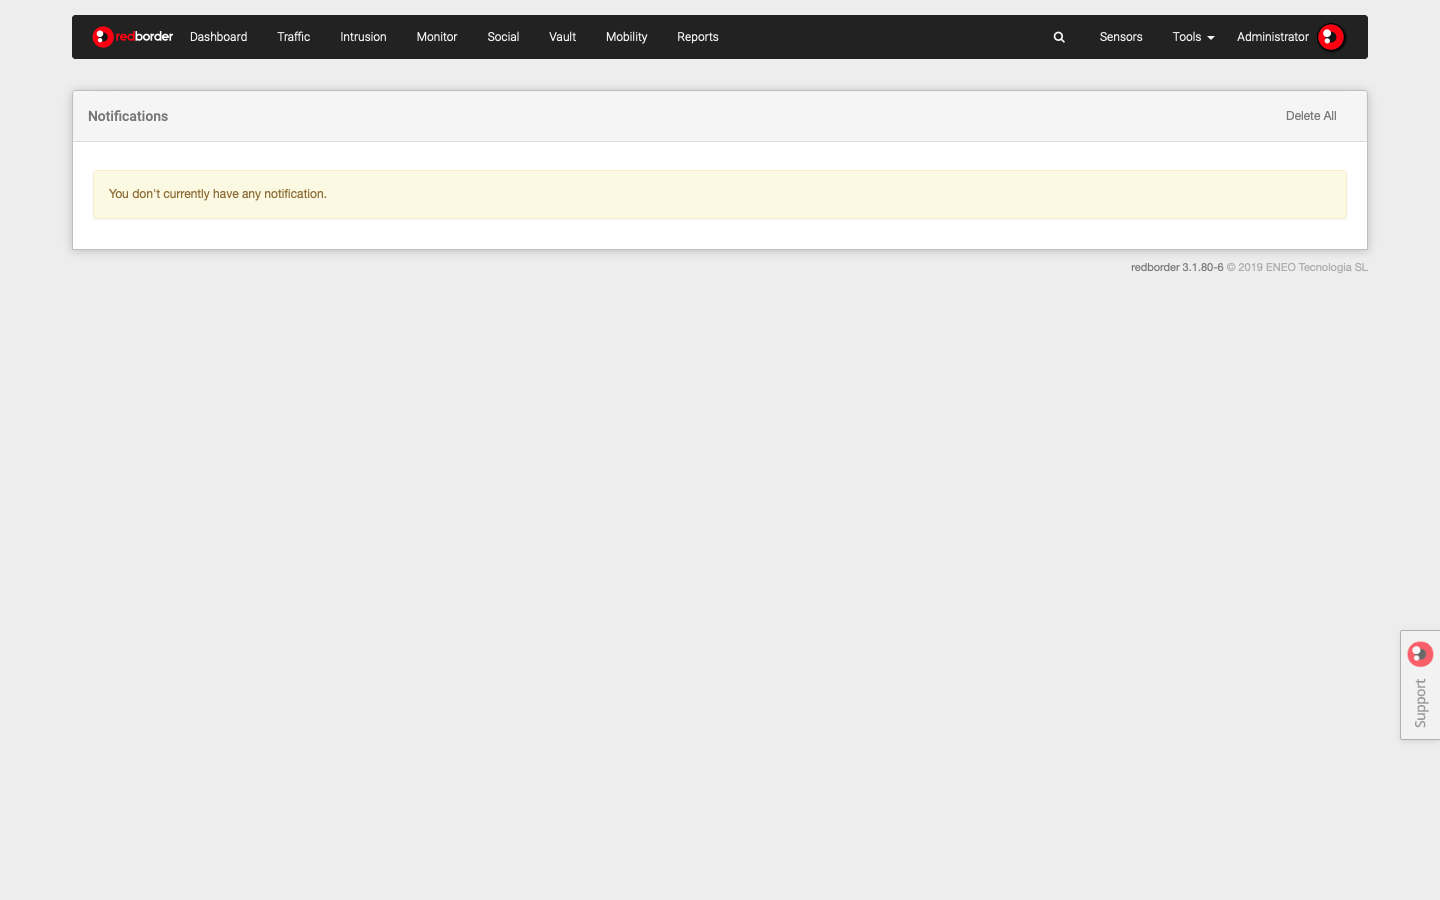 redborder Dashboard Traffic Intrusion Monitor Social Vault Mobility Reports Sensors Tools Administrator
Notifications Delete All
You don't currently have any notification.
redborder 3.1.80-6 © 2019 ENEO Tecnologia SL
Support